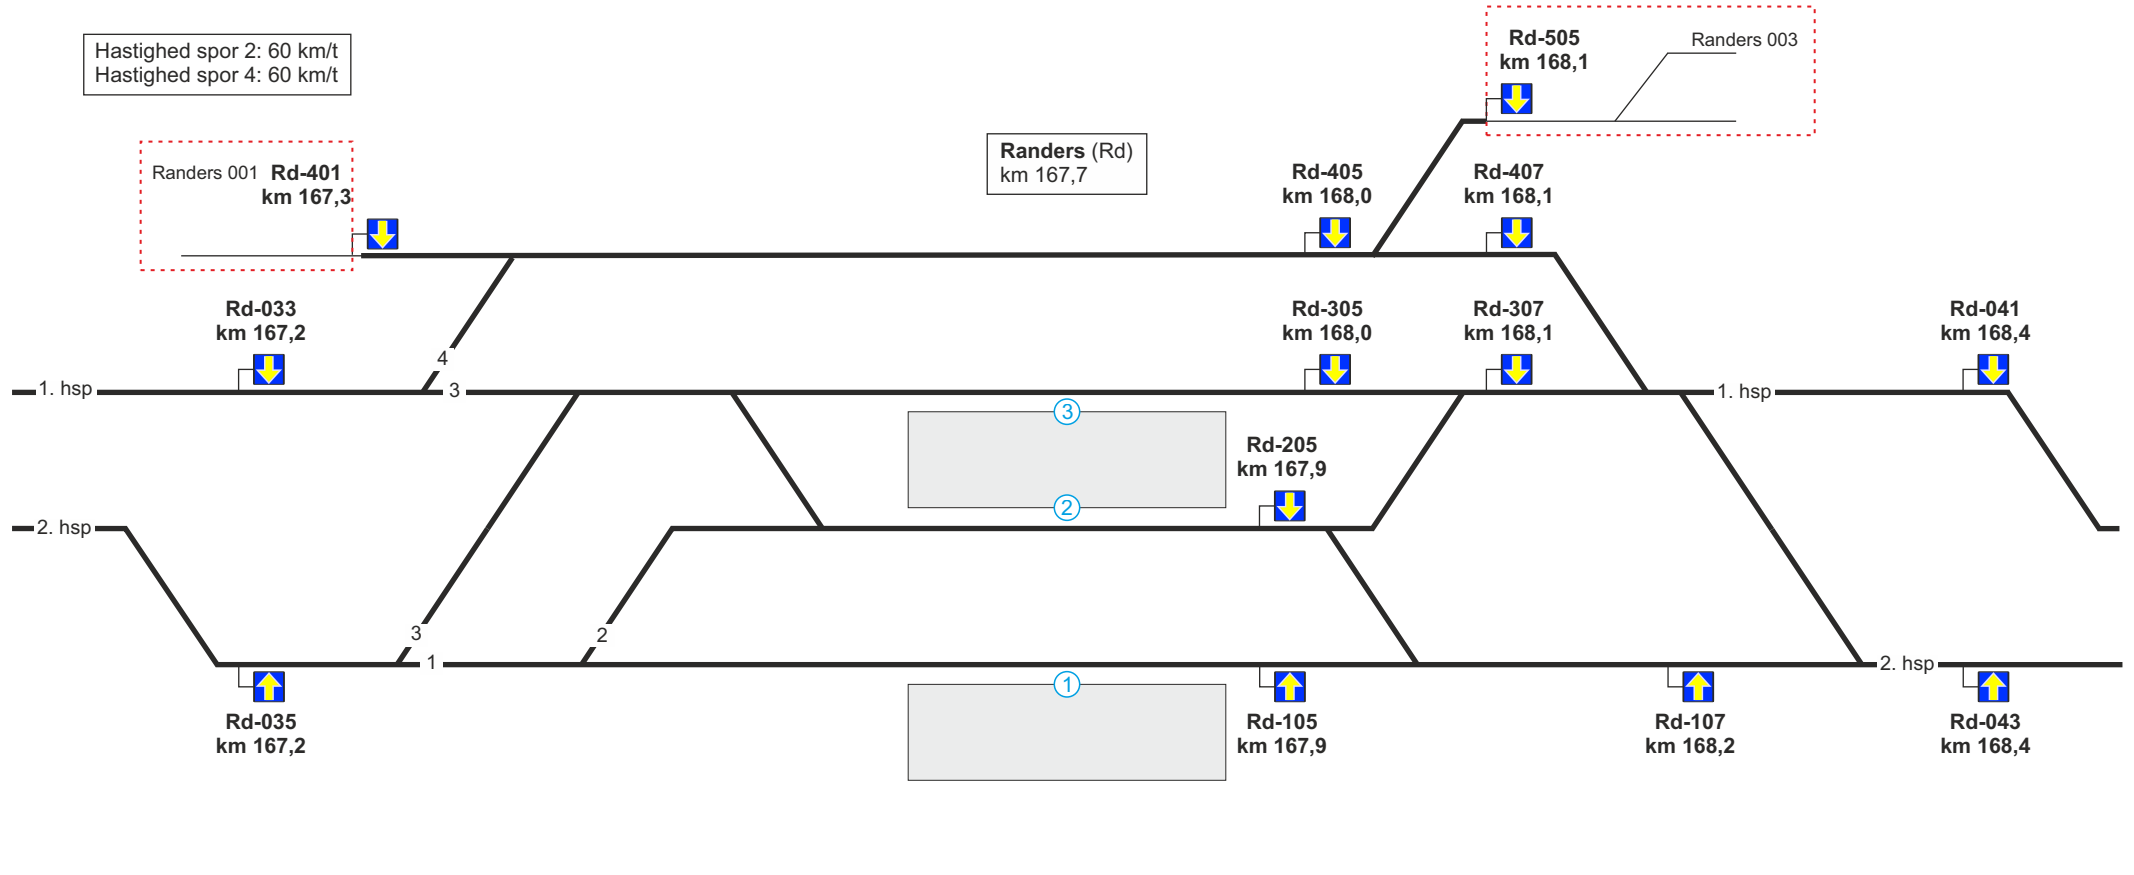 Hastighed spor 2: 60 km/t
Hastighed spor 4: 60 km/t
Rd-505
km 168,1
Randers 003
Randers 001
Rd-401
km 167,3
Randers (Rd)
km 167,7
Rd-405
km 168,0
Rd-407
km 168,1
Rd-033
km 167,2
4
Rd-305
km 168,0
Rd-307
km 168,1
Rd-041
km 168,4
1. hsp
3
1. hsp
3
Rd-205
km 167,9
2
2. hsp
3
2
1
2. hsp
1
Rd-035
km 167,2
Rd-105
km 167,9
Rd-107
km 168,2
Rd-043
km 168,4